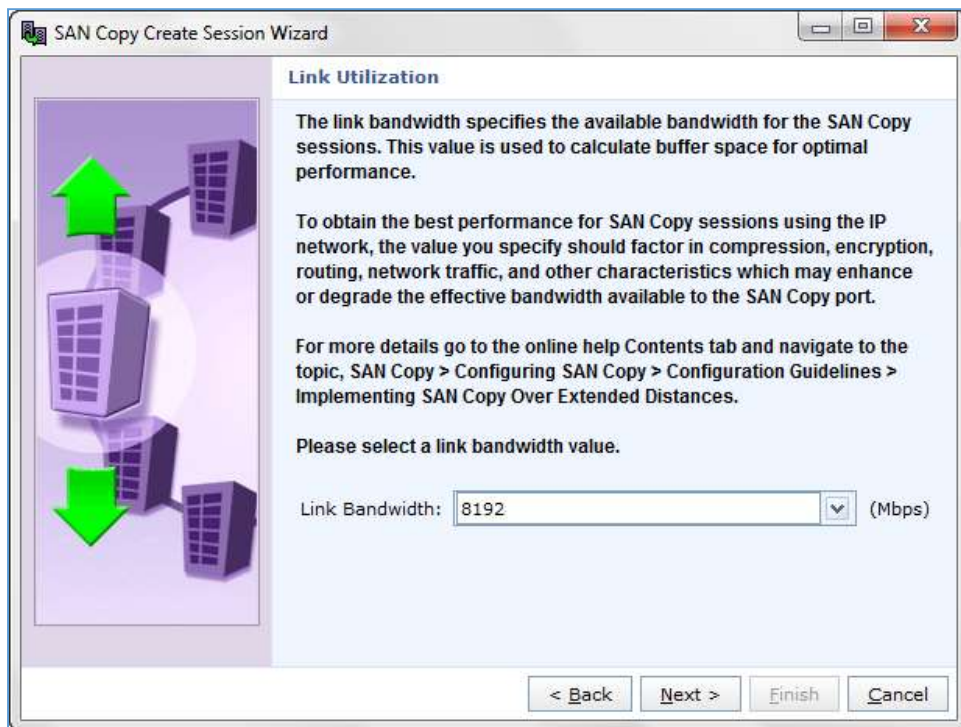 SAN Copy Create Session Wizard
Link Utilization
The link bandwidth specifies the available bandwidth for the SAN Copy
sessions. This value is used to calculate buffer space for optimal
performance.
To obtain the best performance for SAN Copy sessions using the IP
network, the value you specify should factor in compression, encryption,
routing, network traffic, and other characteristics which may enhance
or degrade the effective bandwidth available to the SAN Copy port.
For more details go to the online help Contents tab and navigate to the
topic, SAN Copy > Configuring SAN Copy > Configuration Guidelines >
Implementing SAN Copy Over Extended Distances.
Please select a link bandwidth value.
Link Bandwidth: 8192 (Mbps)
< Back Next > Finish Cancel